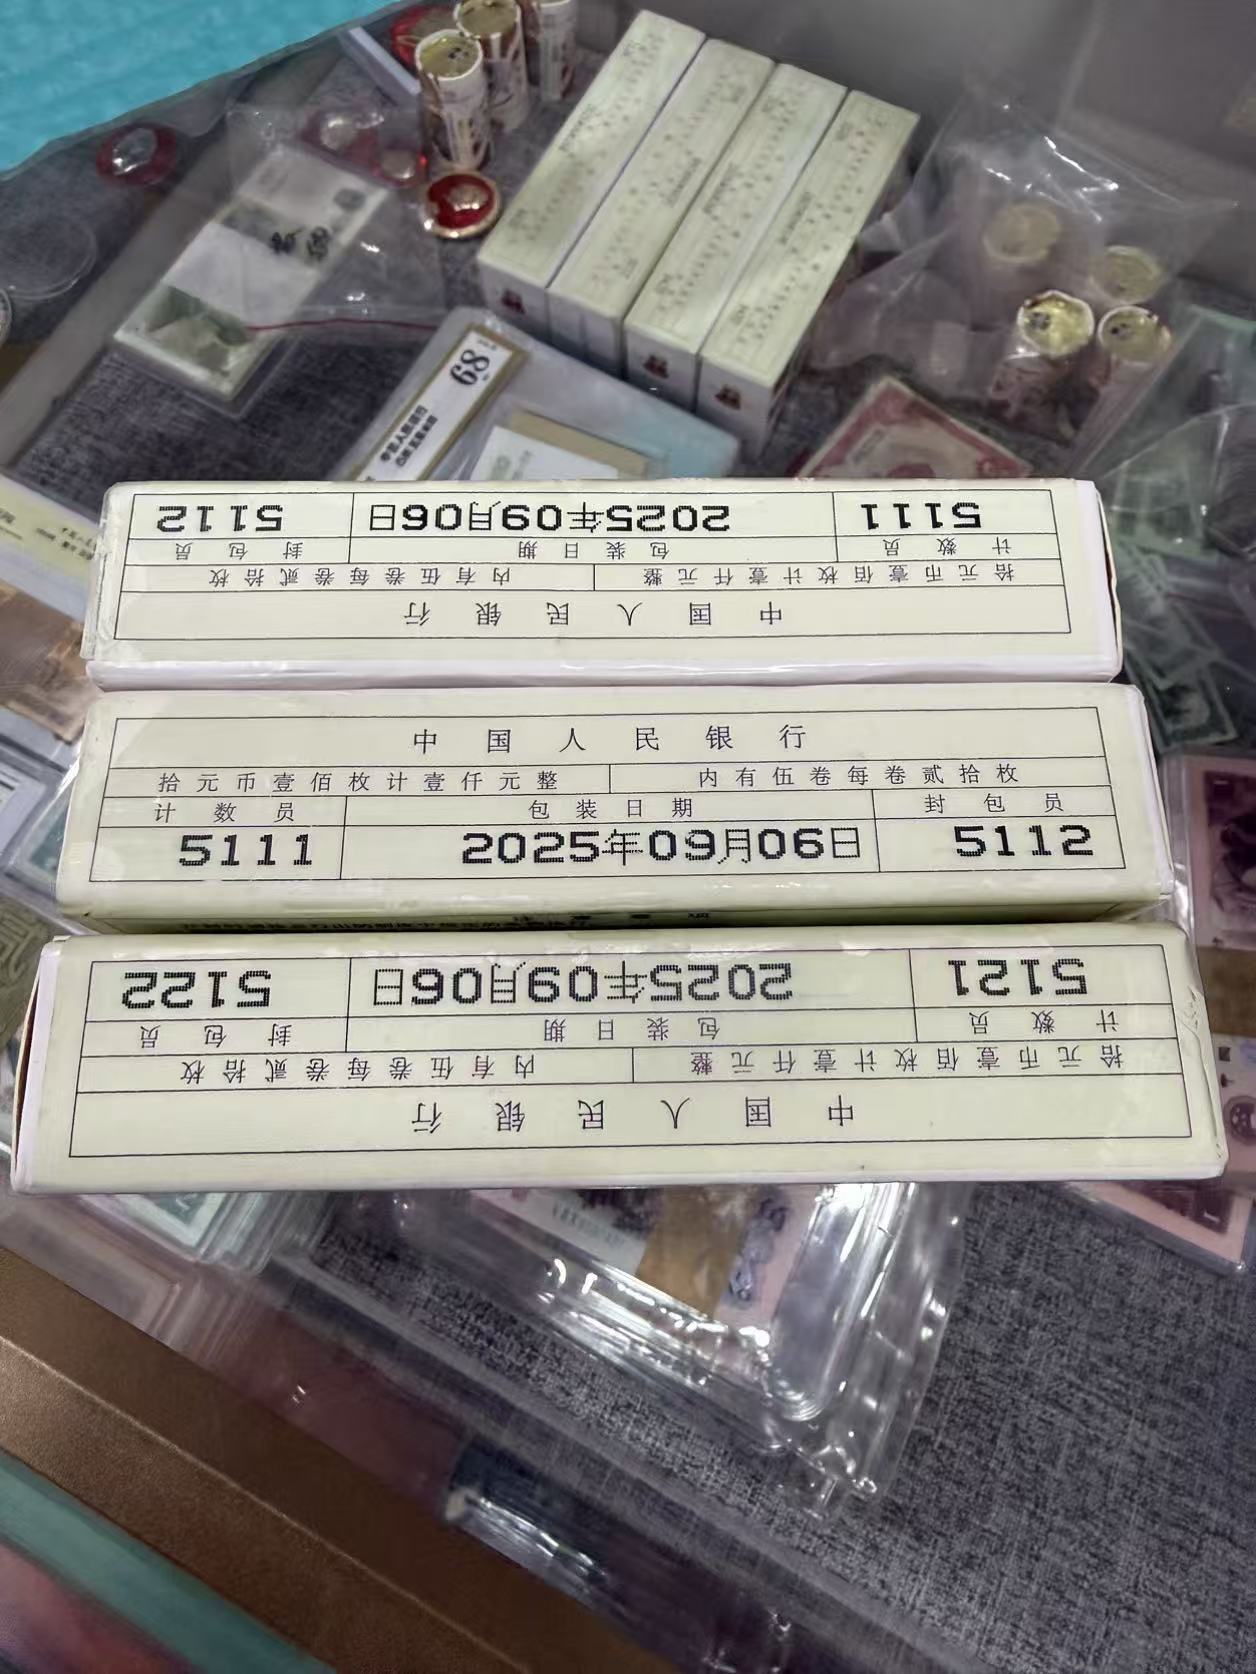 中国人民银行
拾元币壹佰枚计壹仟元整 内有伍卷每卷贰拾枚
计数员 包装日期 封包员
5111 2025年09月06日 5112
中国人民银行
拾元币壹佰枚计壹仟元整 内有伍卷每卷贰拾枚
计数员 包装日期 封包员
5111 2025年09月06日 5112
中国人民银行
拾元币壹佰枚计壹仟元整 内有伍卷每卷贰拾枚
计数员 包装日期 封包员
5121 2025年09月06日 5122
68